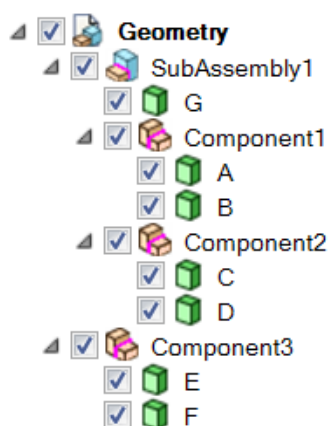 Geometry
SubAssembly1
G
Component1
A
B
Component2
C
D
Component3
E
F